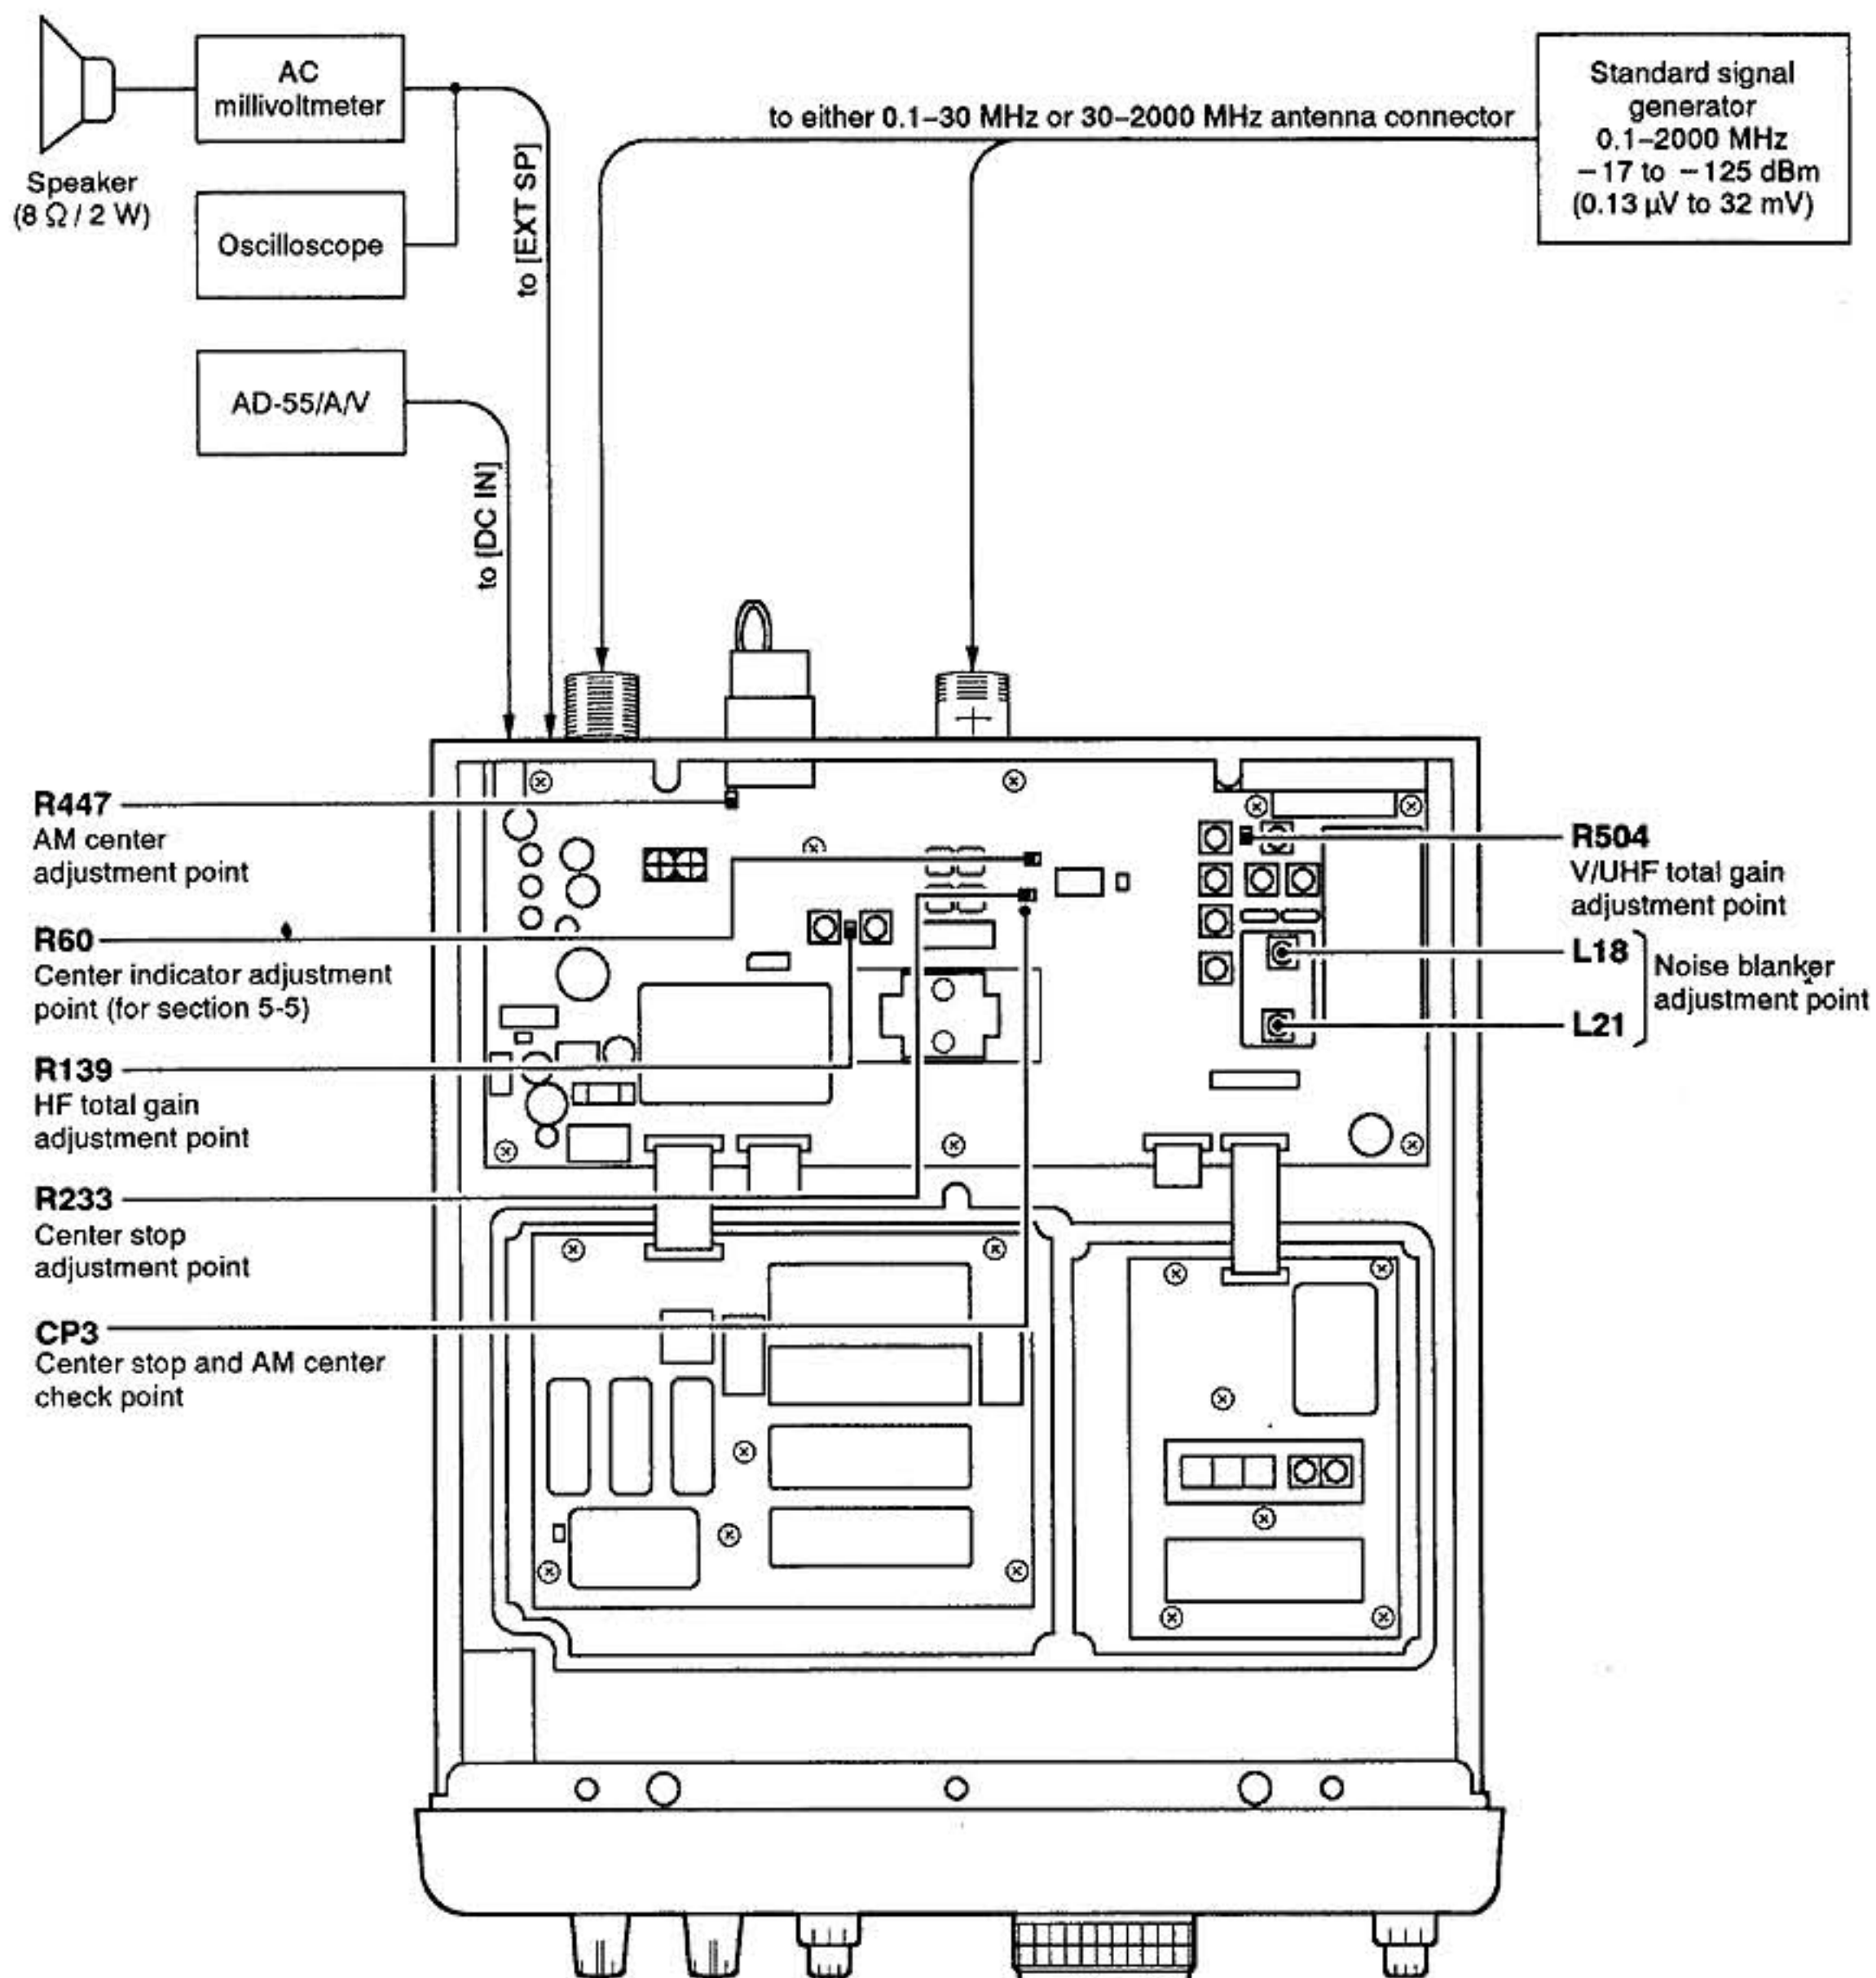 AC
millivoltmeter
Speaker
(8 Ω / 2 W)
Oscilloscope
AD-55/A/V
to [EXT SP]
to [DC IN]
to either 0.1–30 MHz or 30–2000 MHz antenna connector
Standard signal
generator
0.1–2000 MHz
−17 to −125 dBm
(0.13 µV to 32 mV)
R447
AM center
adjustment point
R60
Center indicator adjustment
point (for section 5-5)
R139
HF total gain
adjustment point
R233
Center stop
adjustment point
CP3
Center stop and AM center
check point
R504
V/UHF total gain
adjustment point
L18
L21
Noise blanker
adjustment point